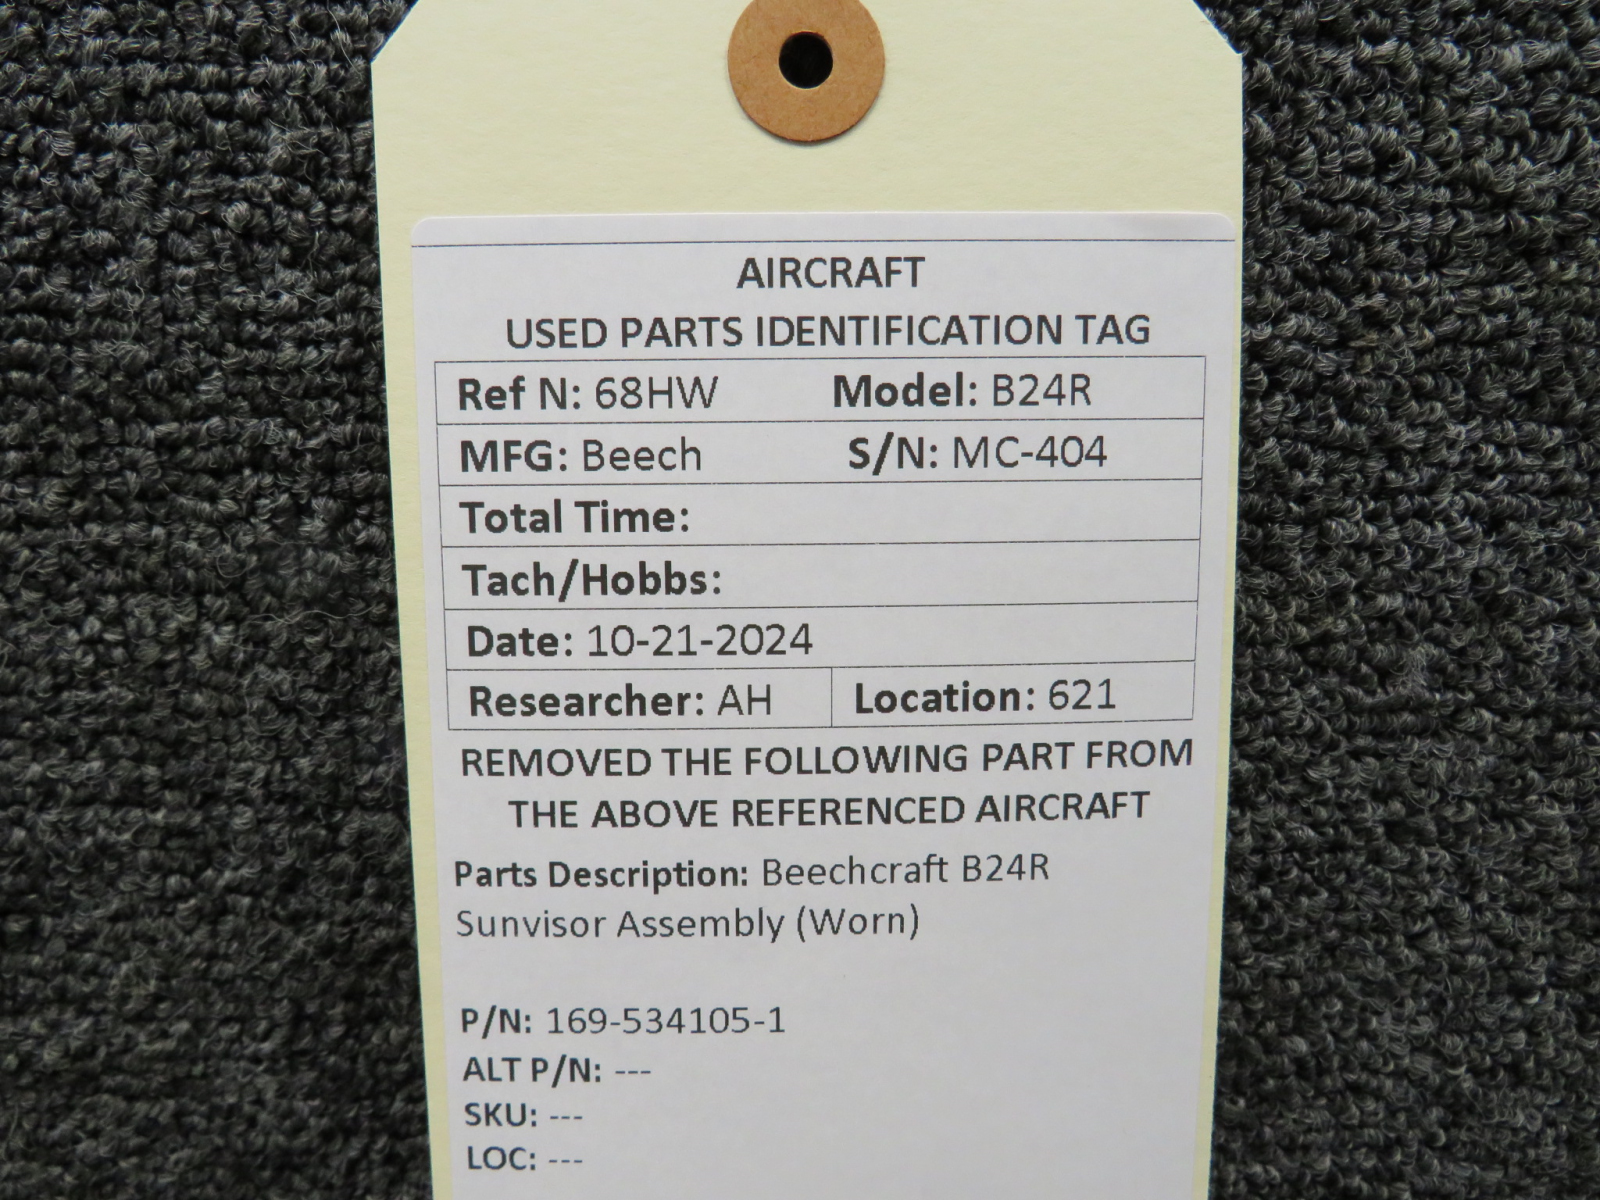 AIRCRAFT
USED PARTS IDENTIFICATION TAG
Ref N: 68HW Model: B24R
MFG: Beech S/N: MC-404
Total Time:
Tach/Hobbs:
Date: 10-21-2024
Researcher: AH Location: 621
REMOVED THE FOLLOWING PART FROM
THE ABOVE REFERENCED AIRCRAFT
Parts Description: Beechcraft B24R
Sunvisor Assembly (Worn)
P/N: 169-534105-1
ALT P/N: ---
SKU: ---
LOC: ---